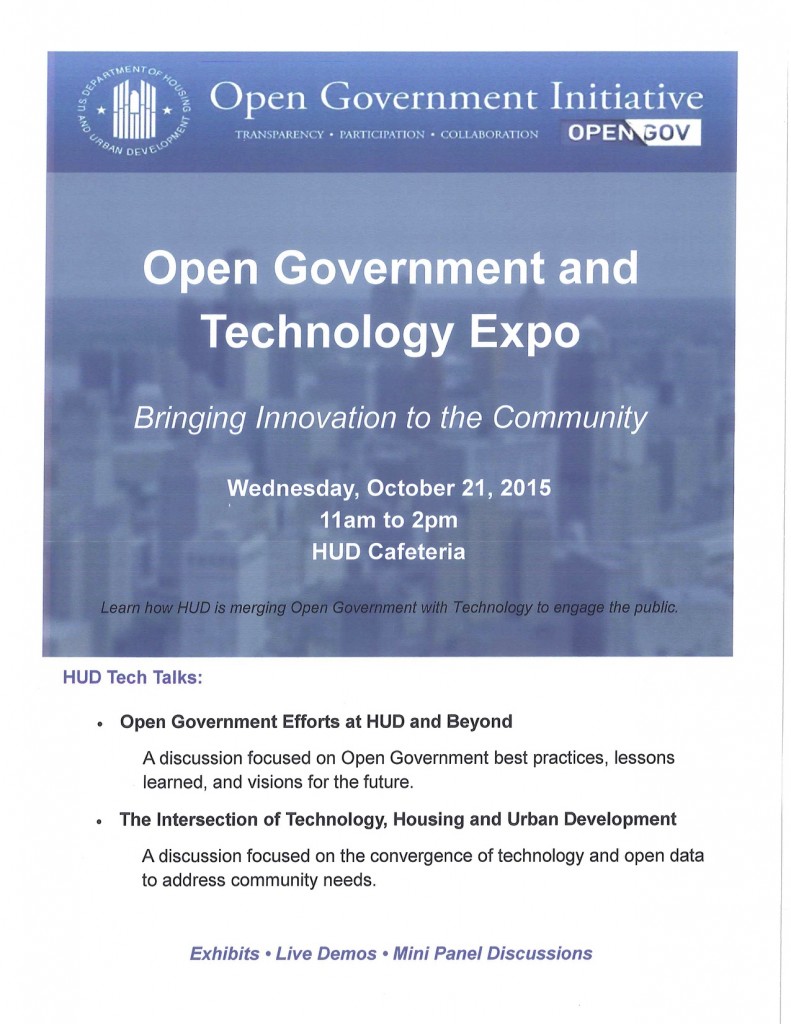 U.S. DEPARTMENT OF HOUSING AND URBAN DEVELOPMENT
Open Government Initiative
TRANSPARENCY • PARTICIPATION • COLLABORATION
OPEN GOV
Open Government and
Technology Expo
Bringing Innovation to the Community
Wednesday, October 21, 2015
11am to 2pm
HUD Cafeteria
Learn how HUD is merging Open Government with Technology to engage the public.
HUD Tech Talks:
• Open Government Efforts at HUD and Beyond
A discussion focused on Open Government best practices, lessons
learned, and visions for the future.
• The Intersection of Technology, Housing and Urban Development
A discussion focused on the convergence of technology and open data
to address community needs.
Exhibits • Live Demos • Mini Panel Discussions